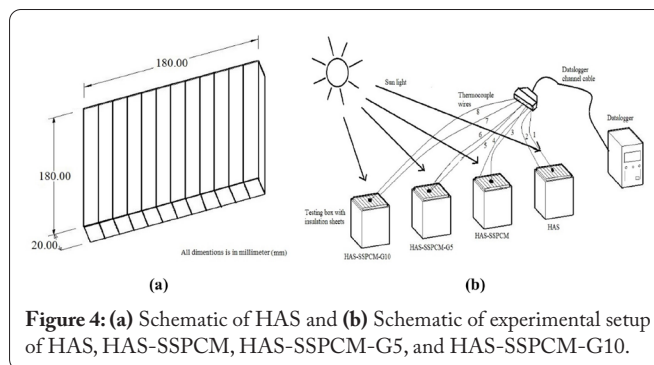 180.00
180.00
20.00
All dimentions is in millimeter (mm)
(a)
Sun light
Thermocouple
wires
Datalogger
channel cable
Datalogger
8
7
6
5
4
3
2
1
Testing box with
insulation sheets
HAS-SSPCM-G10
HAS-SSPCM-G5
HAS-SSPCM
HAS
(b)
Figure 4: (a) Schematic of HAS and (b) Schematic of experimental setup
of HAS, HAS-SSPCM, HAS-SSPCM-G5, and HAS-SSPCM-G10.